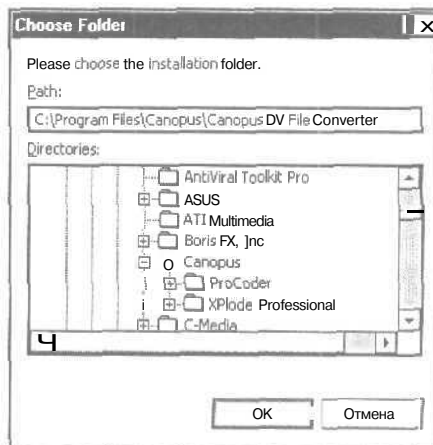 Choose Folder
Please choose the installation folder.
Path:
C:\Program Files\Canopus\Canopus DV File Converter
Directories:
AntiViral Toolkit Pro
ASUS
ATI Multimedia
Boris FX, ]nc
Canopus
ProCoder
XPlode Professional
C-Media
OK Отмена